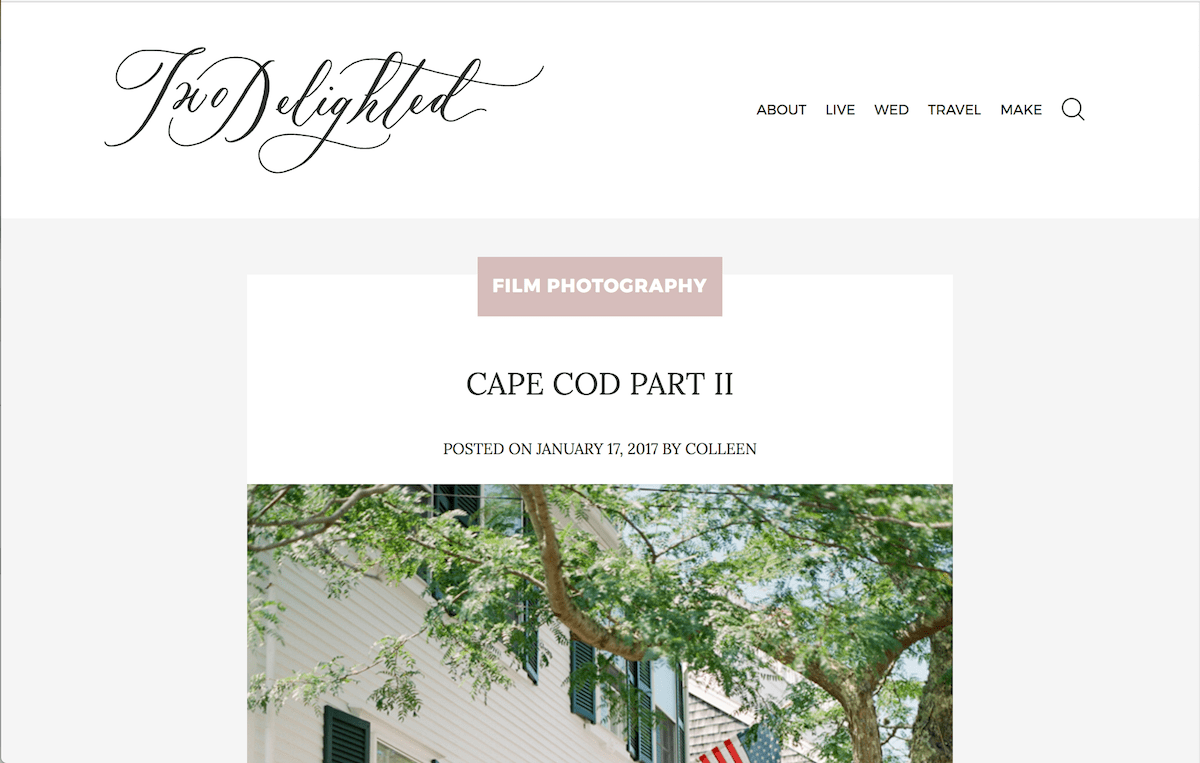 Two Delighted
ABOUT LIVE WED TRAVEL MAKE
FILM PHOTOGRAPHY
CAPE COD PART II
POSTED ON JANUARY 17, 2017 BY COLLEEN